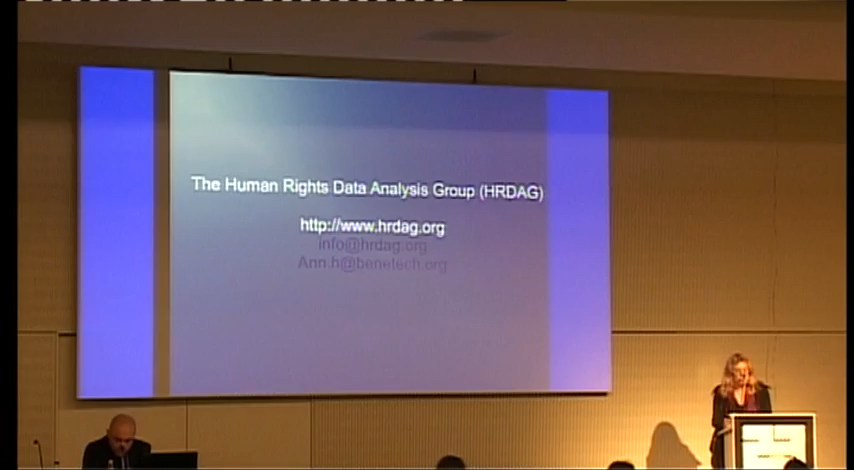 The Human Rights Data Analysis Group (HRDAG)
http://www.hrdag.org
info@hrdag.org
Ann.h@benetech.org